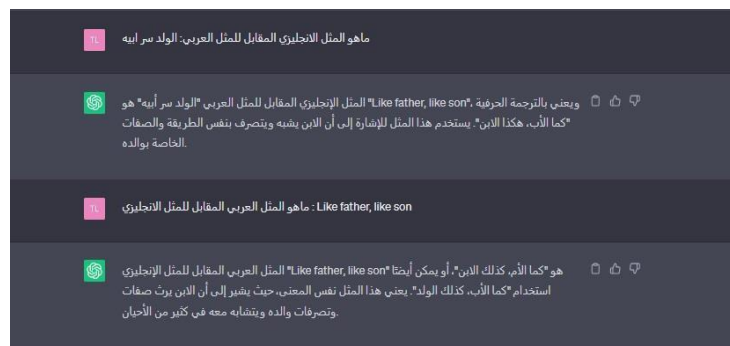 TL
ماهو المثل الانجليزي المقابل للمثل العربي: الولد سر ابيه
المثل الإنجليزي المقابل للمثل العربي "الولد سر أبيه" هو "Like father, like son"، ويعني بالترجمة الحرفية
"كما الأب، هكذا الابن". يستخدم هذا المثل للإشارة إلى أن الابن يشبه ويتصرف بنفس الطريقة والصفات
الخاصة بوالده.
TL
ماهو المثل العربي المقابل للمثل الانجليزي : Like father, like son
المثل العربي المقابل للمثل الإنجليزي "Like father, like son" هو "كما الأم، كذلك الابن"، أو يمكن أيضًا
استخدام "كما الأب، كذلك الولد". يعني هذا المثل نفس المعنى، حيث يشير إلى أن الابن يرث صفات
وتصرفات والده ويتشابه معه في كثير من الأحيان.